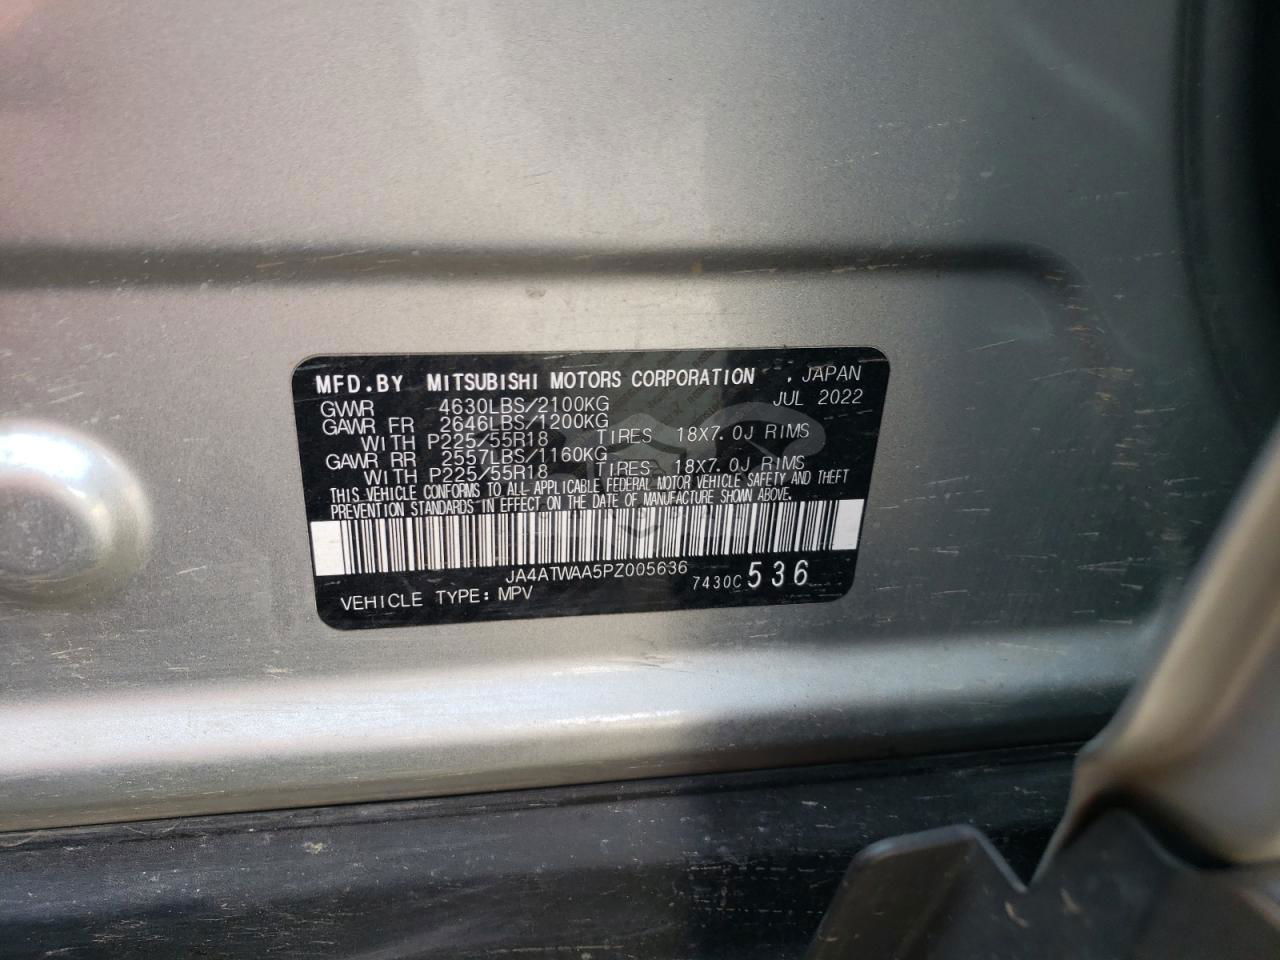 MFD.BY MITSUBISHI MOTORS CORPORATION , JAPAN
GVWR 4630LBS/2100KG JUL 2022
GAWR FR 2646LBS/1200KG
WITH P225/55R18 TIRES 18X7.0J RIMS
GAWR RR 2557LBS/1160KG
WITH P225/55R18 TIRES 18X7.0J RIMS
THIS VEHICLE CONFORMS TO ALL APPLICABLE FEDERAL MOTOR VEHICLE SAFETY AND THEFT
PREVENTION STANDARDS IN EFFECT ON THE DATE OF MANUFACTURE SHOWN ABOVE.
JA4ATWAA5PZ005636
7430C 536
VEHICLE TYPE: MPV